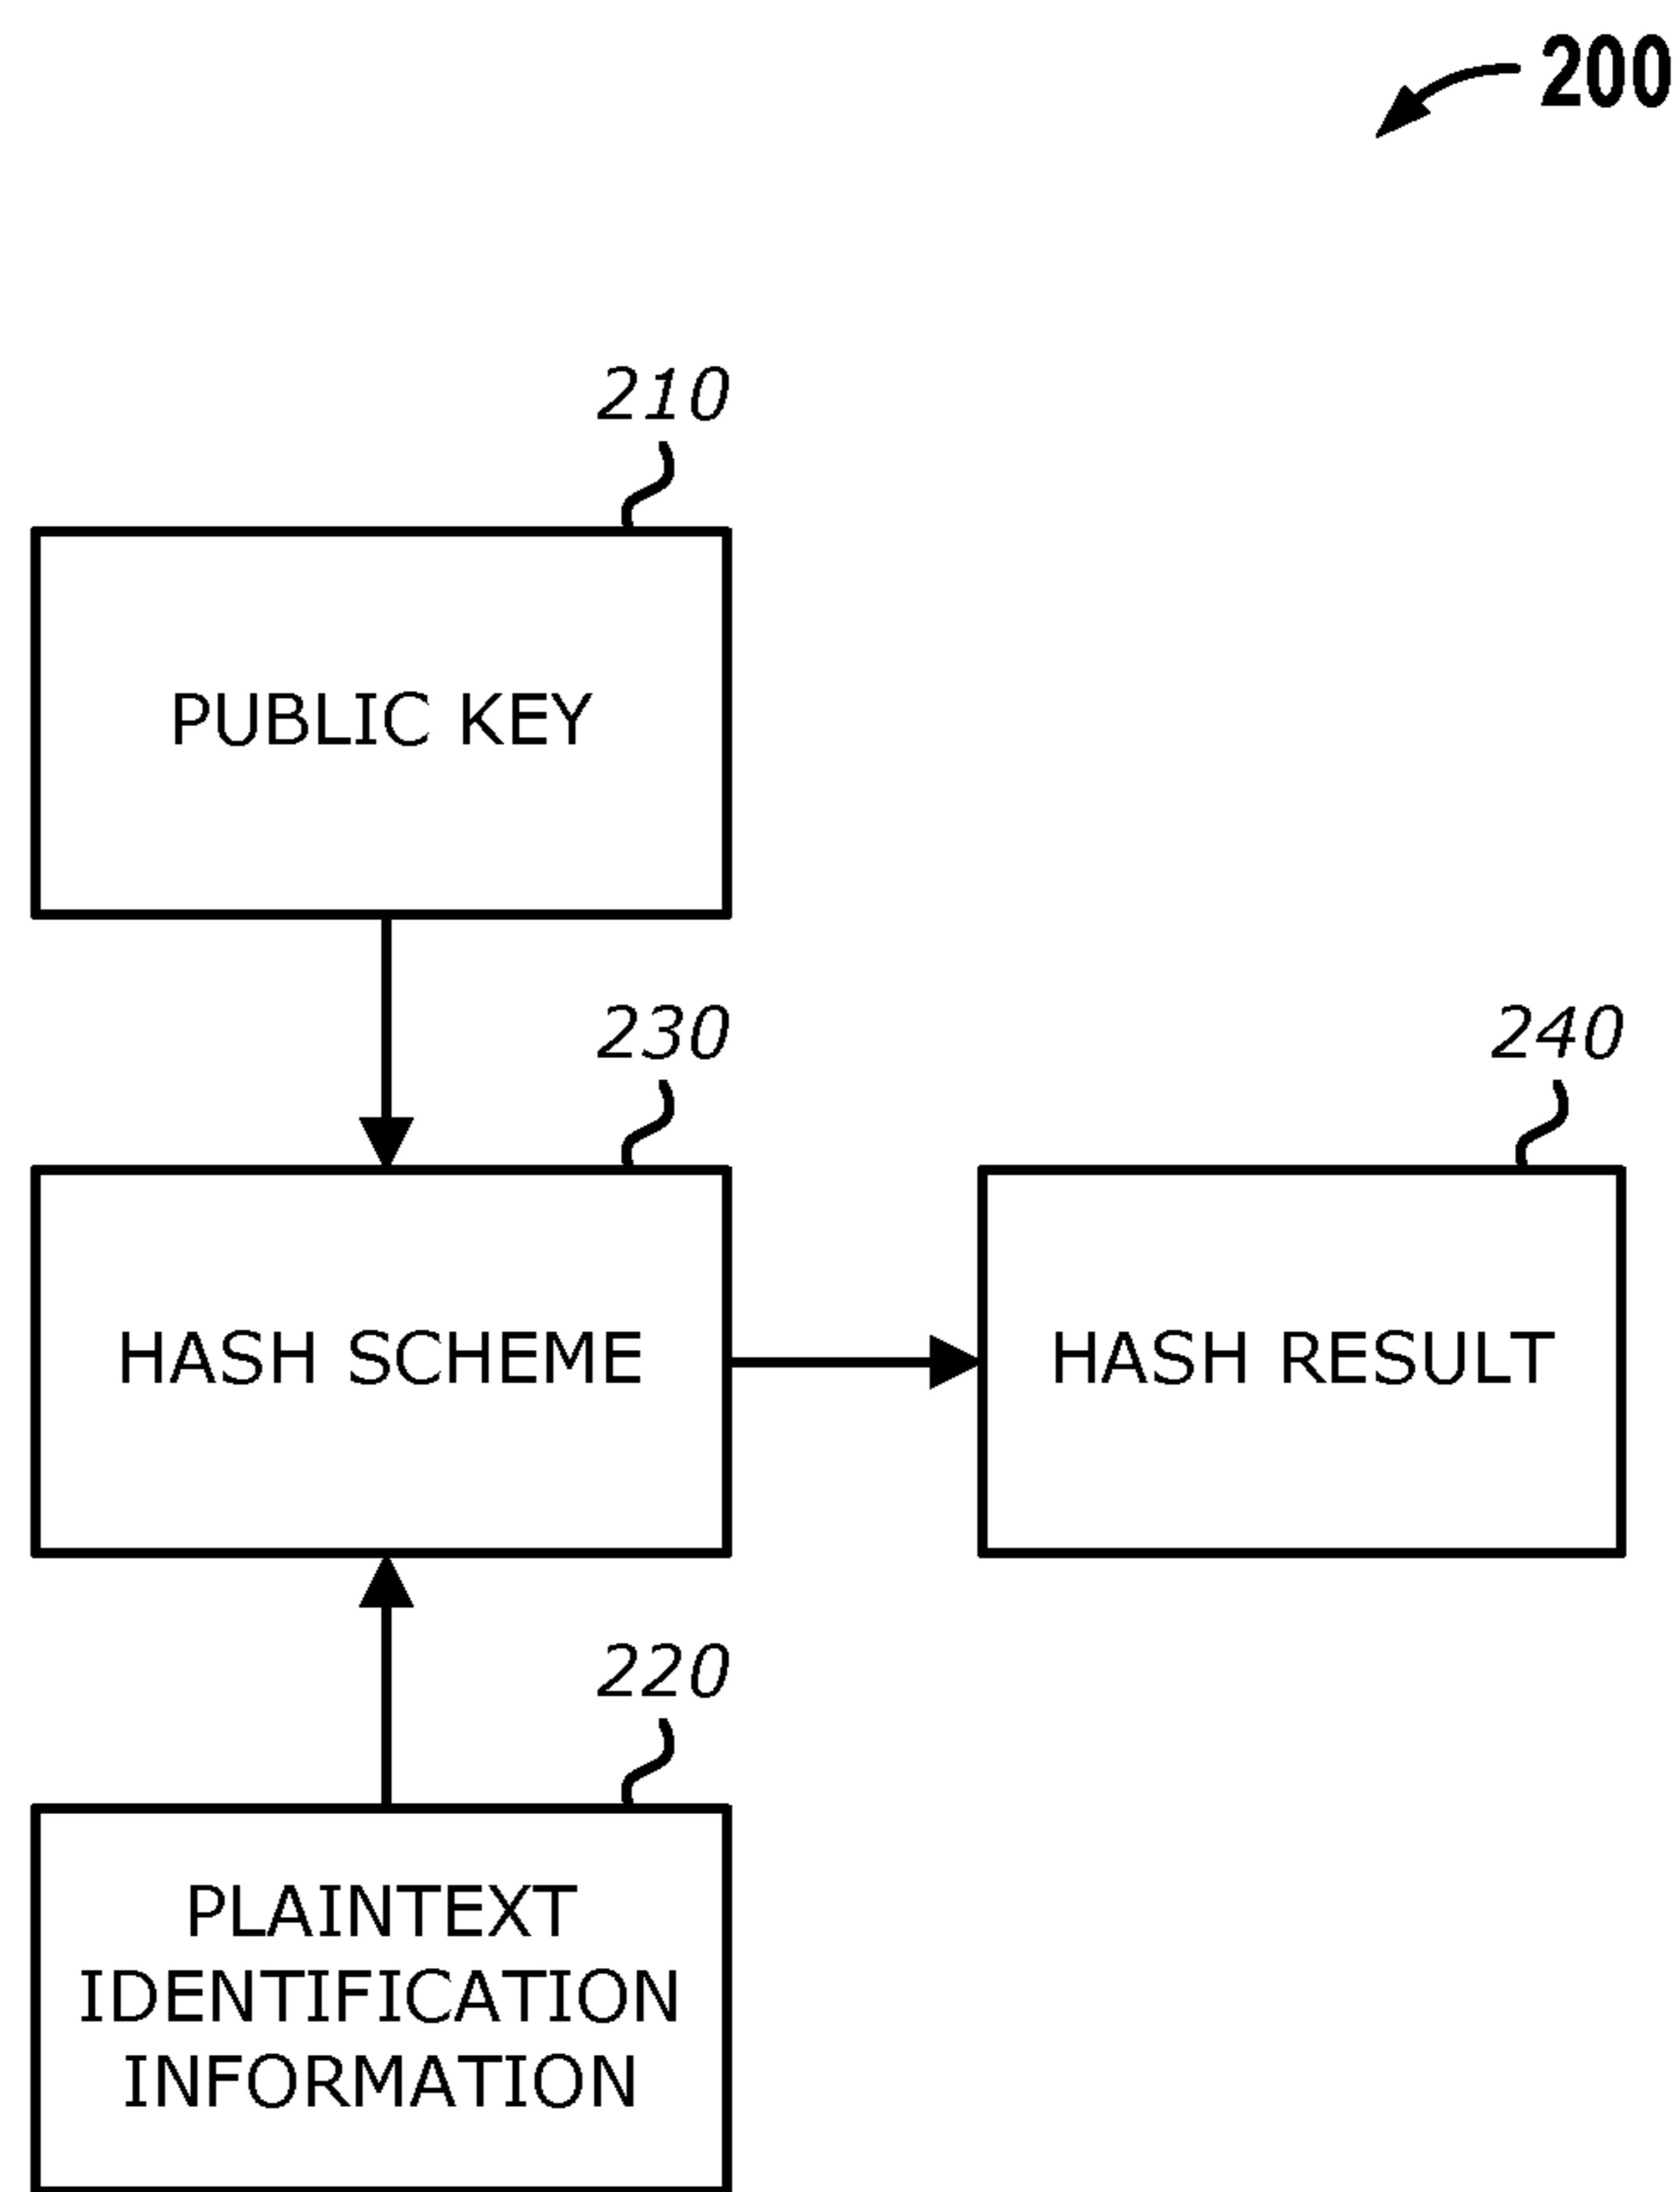 200
210
PUBLIC KEY
230
240
HASH SCHEME
HASH RESULT
220
PLAINTEXT
IDENTIFICATION
INFORMATION